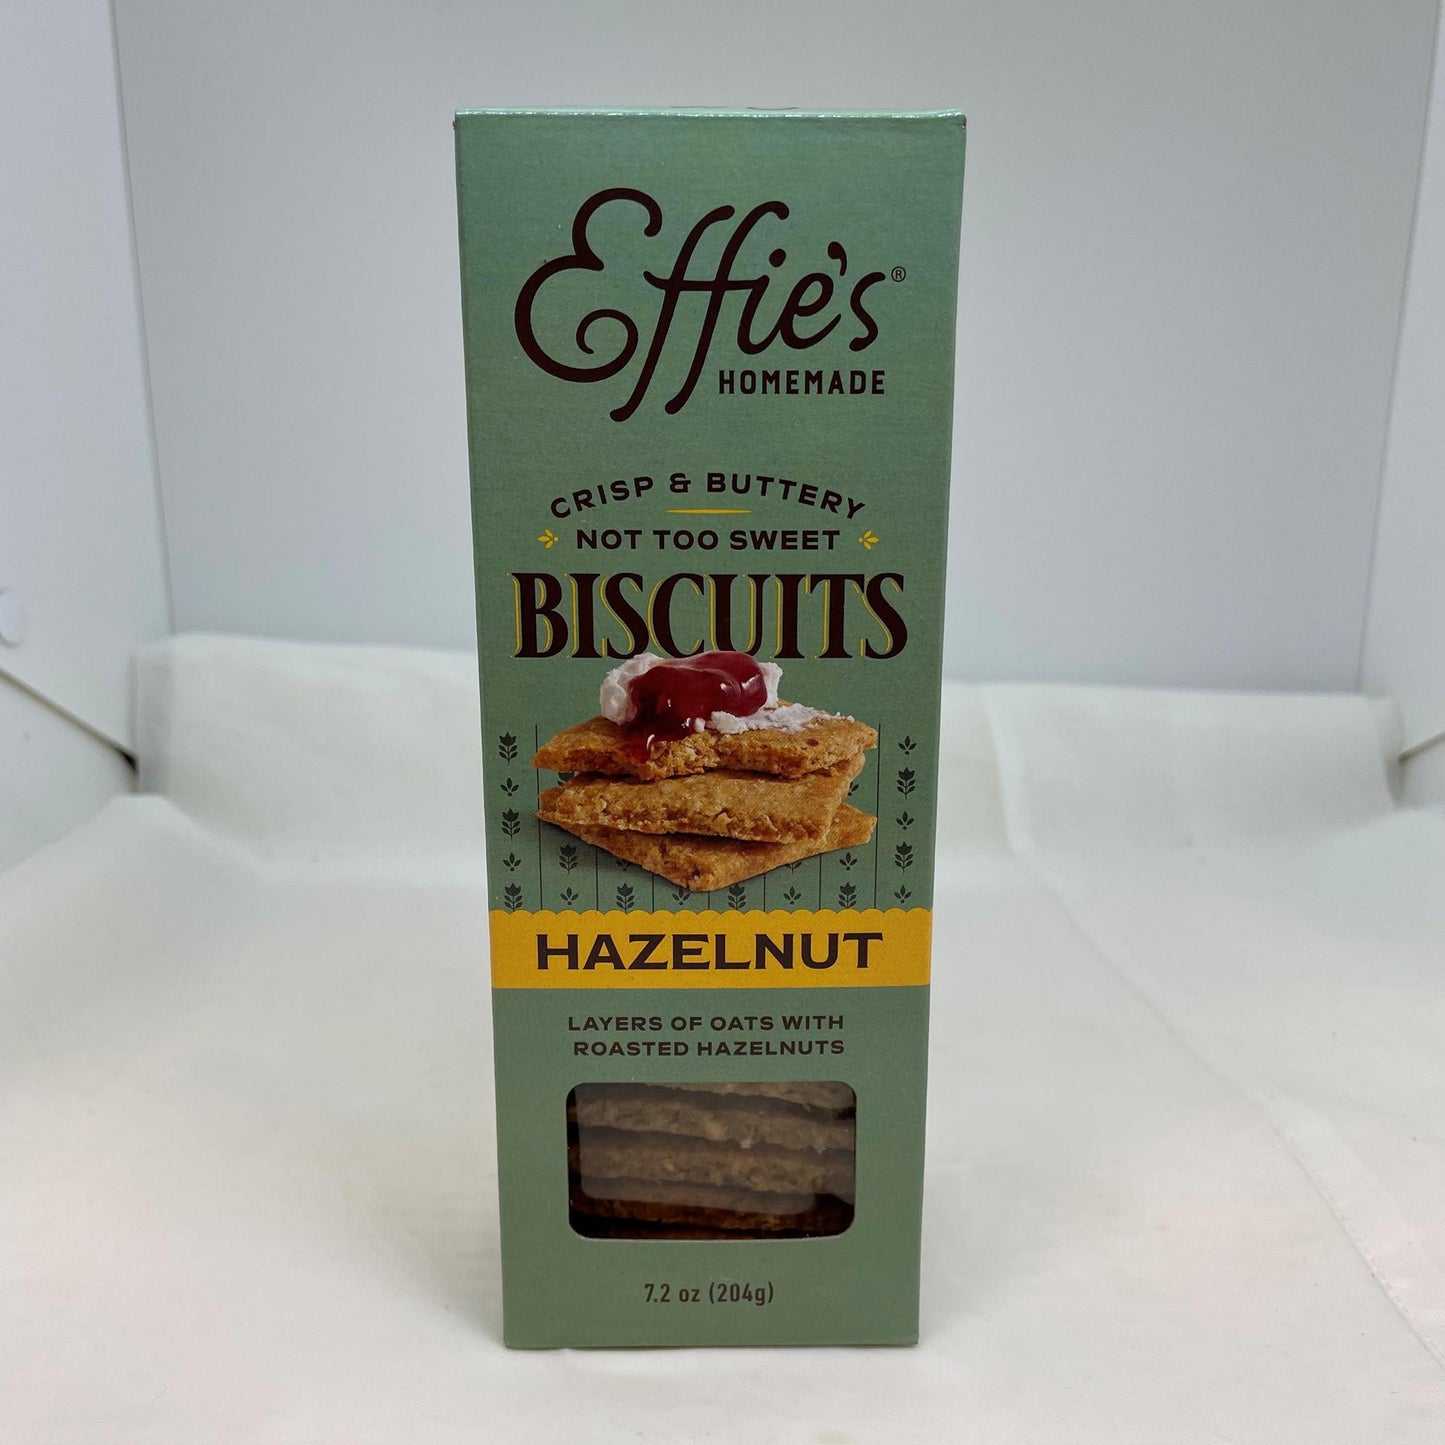 Effie's®
HOMEMADE
CRISP & BUTTERY
NOT TOO SWEET
BISCUITS
HAZELNUT
LAYERS OF OATS WITH
ROASTED HAZELNUTS
7.2 oz (204g)